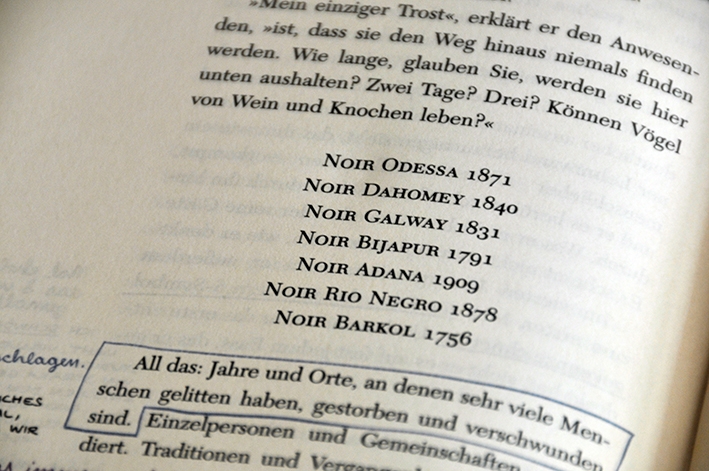 »Mein einziger Trost«, erklärt er den Anwesen-
den, »ist, dass sie den Weg hinaus niemals finden
werden. Wie lange, glauben Sie, werden sie hier
unten aushalten? Zwei Tage? Drei? Können Vögel
von Wein und Knochen leben?«
NOIR ODESSA 1871
NOIR DAHOMEY 1840
NOIR GALWAY 1831
NOIR BIJAPUR 1791
NOIR ADANA 1909
NOIR RIO NEGRO 1878
NOIR BARKOL 1756
schlagen.
All das: Jahre und Orte, an denen sehr viele Men-
schen gelitten haben, gestorben und verschwunden
sind. Einzelpersonen und Gemeinschaften
WIR
diert. Traditionen und